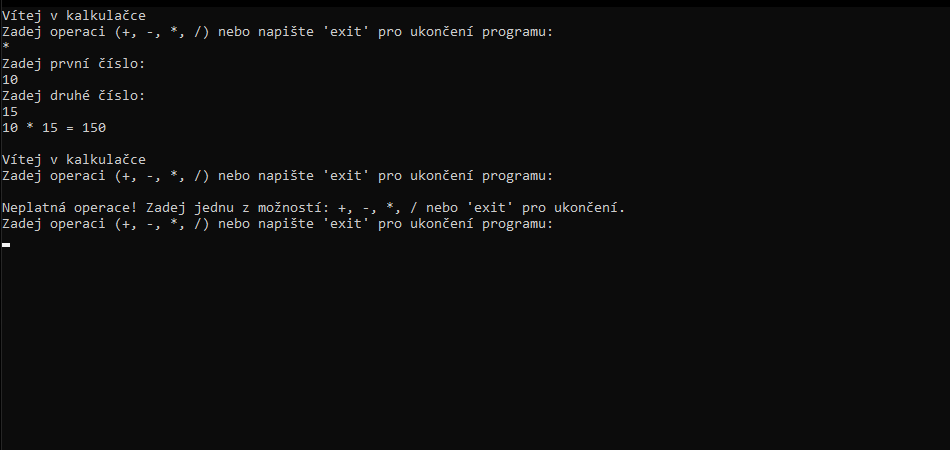 Vítej v kalkulačce
Zadej operaci (+, -, *, /) nebo napište 'exit' pro ukončení programu:
*
Zadej první číslo:
10
Zadej druhé číslo:
15
10 * 15 = 150
Vítej v kalkulačce
Zadej operaci (+, -, *, /) nebo napište 'exit' pro ukončení programu:
Neplatná operace! Zadej jednu z možností: +, -, *, / nebo 'exit' pro ukončení.
Zadej operaci (+, -, *, /) nebo napište 'exit' pro ukončení programu: